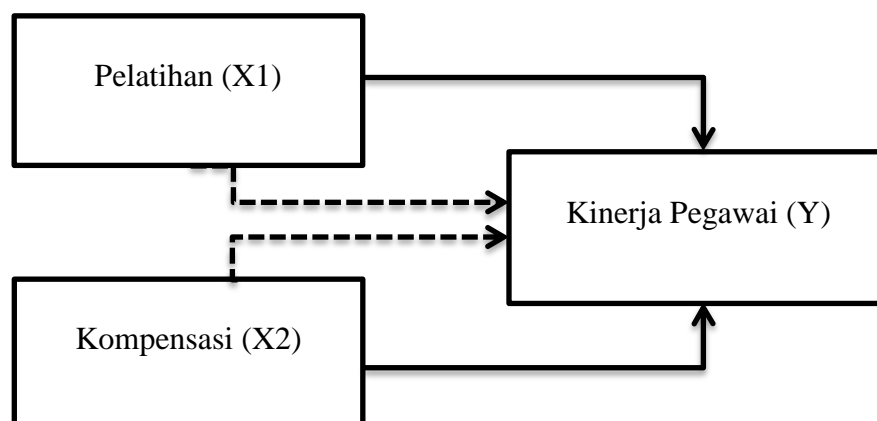 Pelatihan (X1)
Kinerja Pegawai (Y)
Kompensasi (X2)